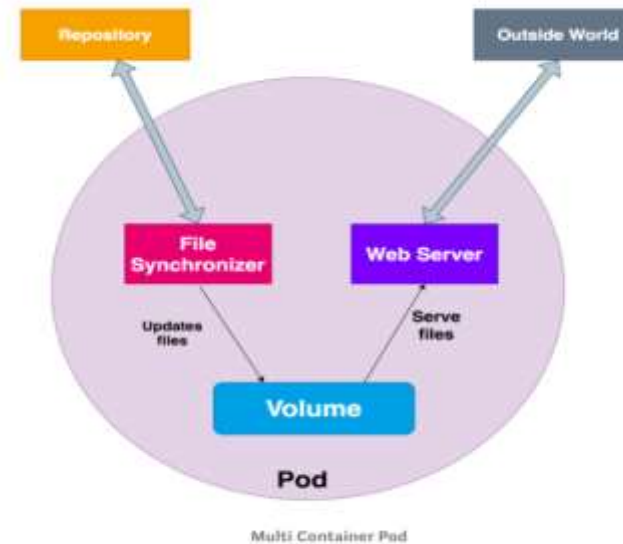 Repository
Outside World
File
Synchronizer
Web Server
Updates
files
Serve
files
Volume
Pod
Multi Container Pod